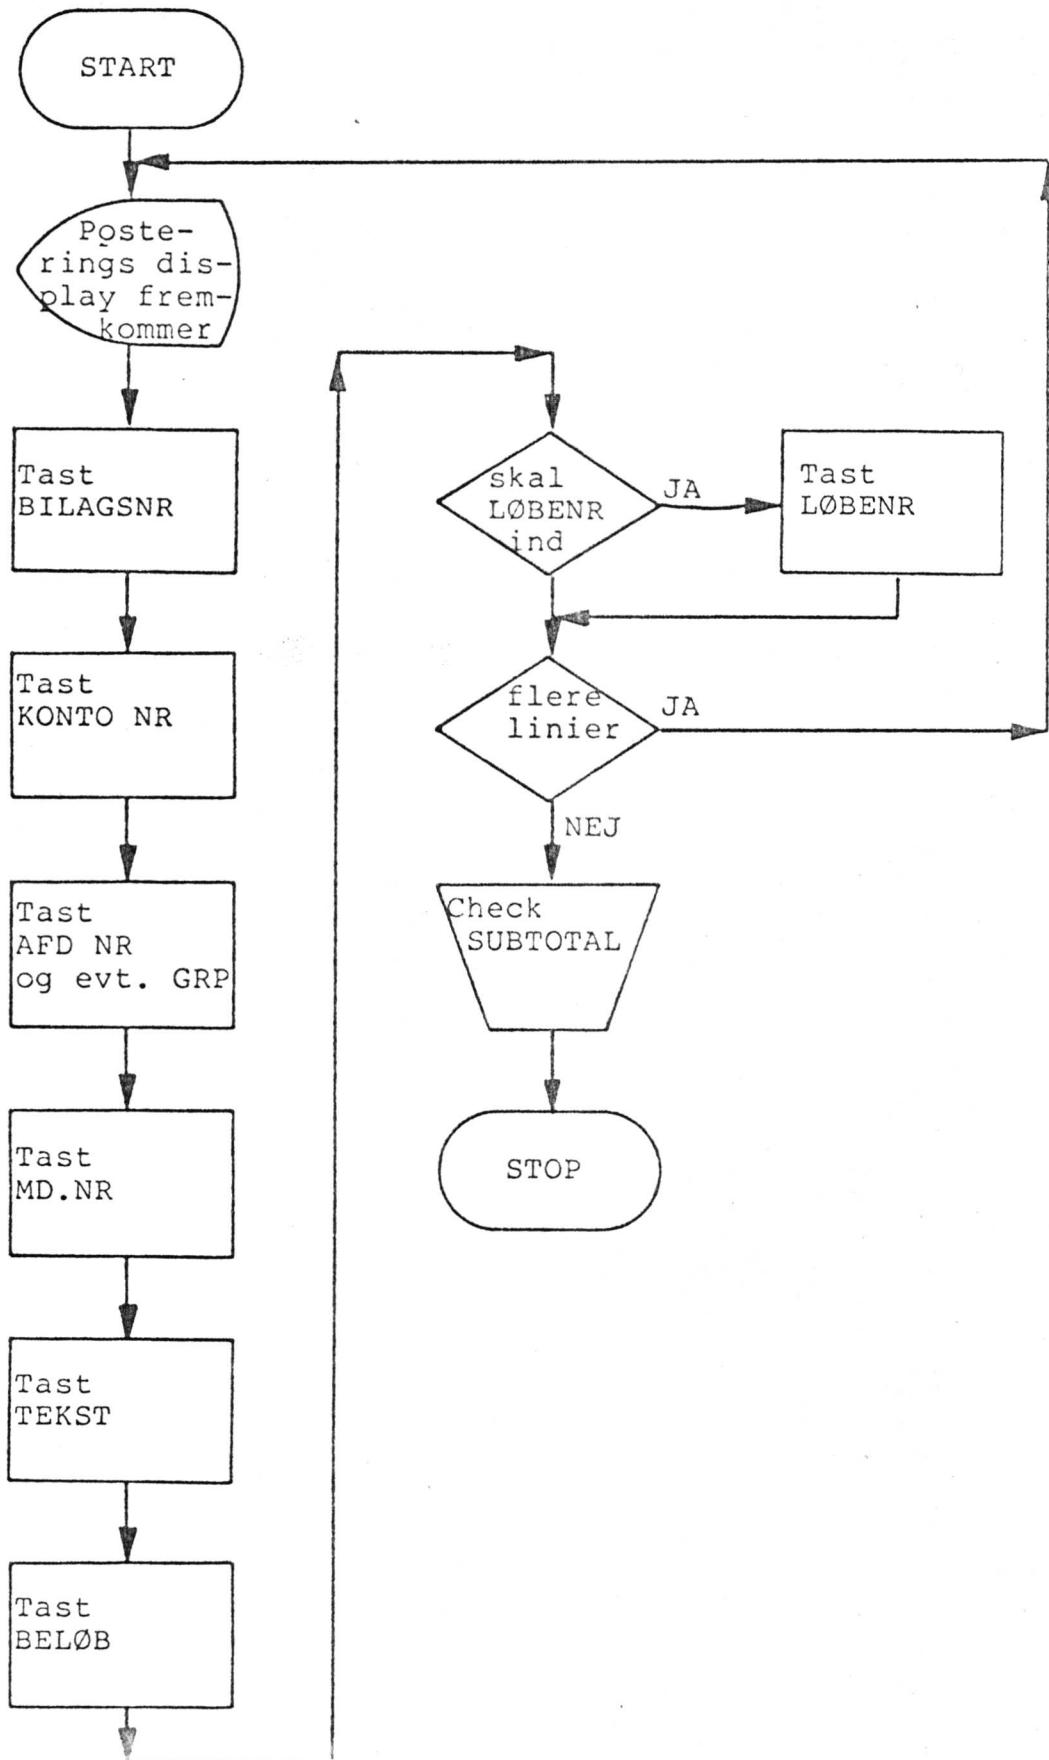 START
Poste-
rings dis-
play frem-
kommer
Tast
BILAGSNR
Tast
KONTO NR
Tast
AFD NR
og evt. GRP
Tast
MD.NR
Tast
TEKST
Tast
BELØB
skal
LØBENR
ind
JA
Tast
LØBENR
flere
linier
JA
NEJ
Check
SUBTOTAL
STOP